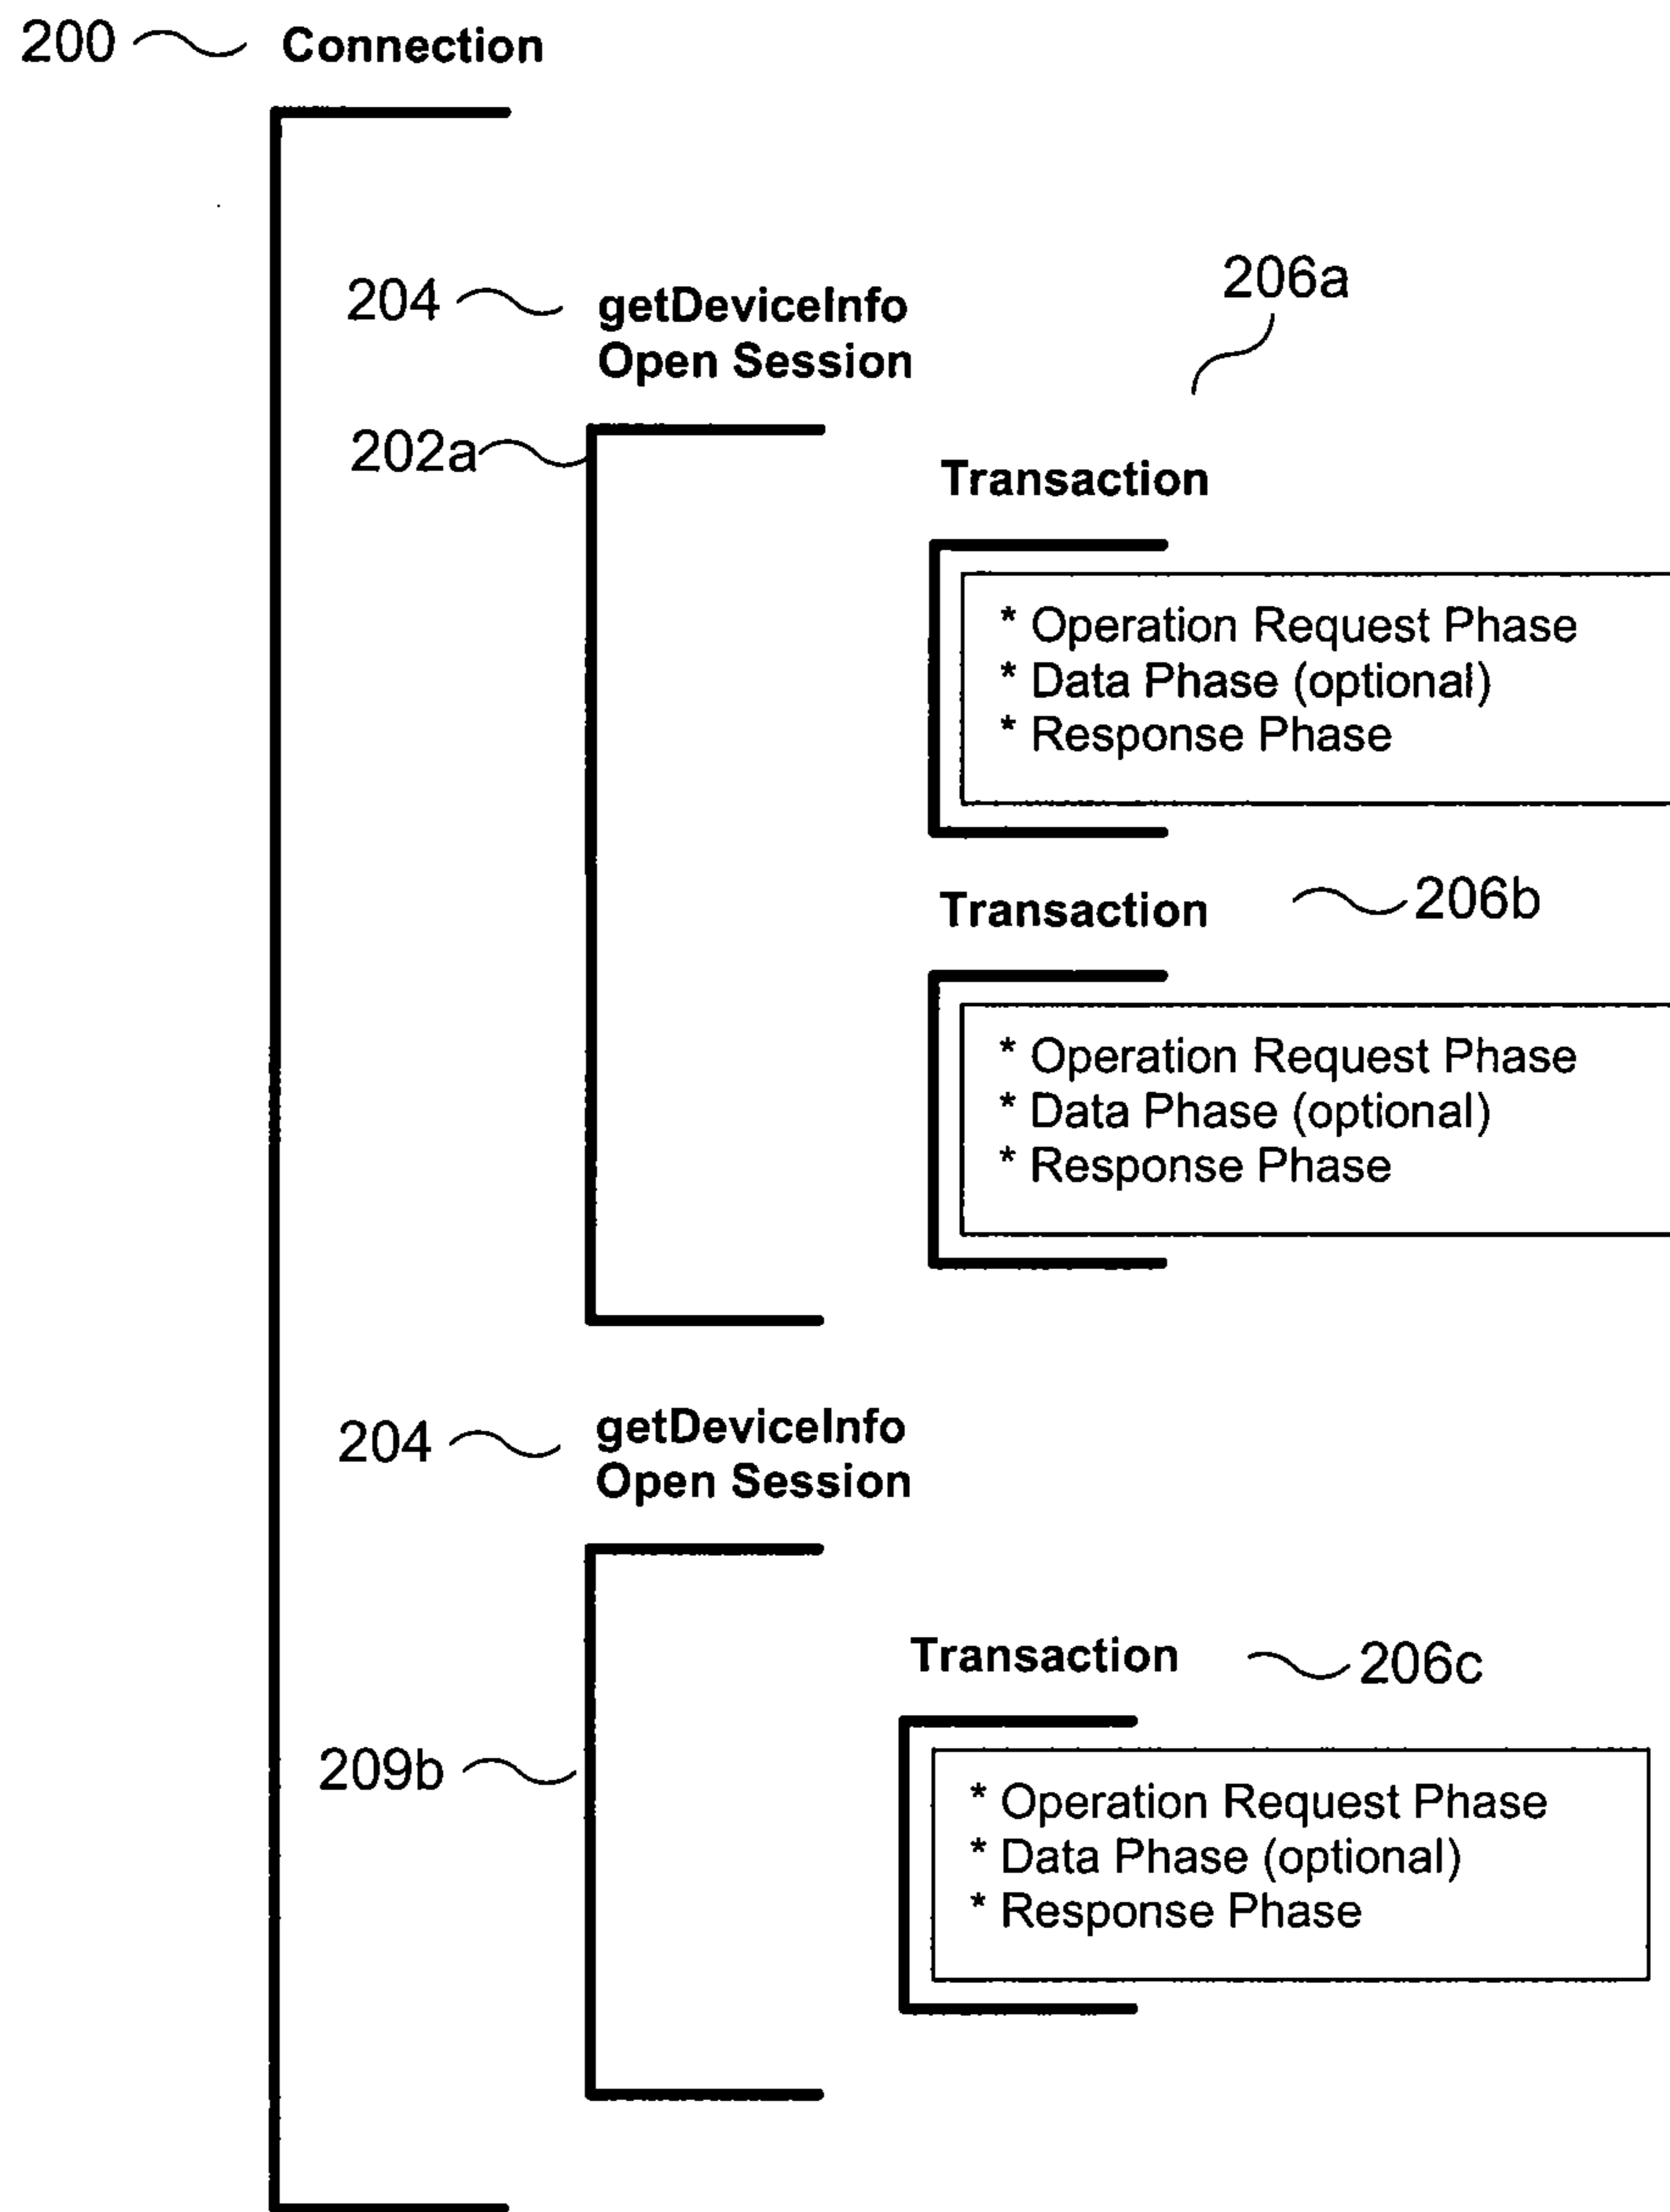 200 Connection
204 getDeviceInfo
Open Session
206a
202a
Transaction
* Operation Request Phase
* Data Phase (optional)
* Response Phase
Transaction 206b
* Operation Request Phase
* Data Phase (optional)
* Response Phase
204 getDeviceInfo
Open Session
Transaction 206c
209b
* Operation Request Phase
* Data Phase (optional)
* Response Phase